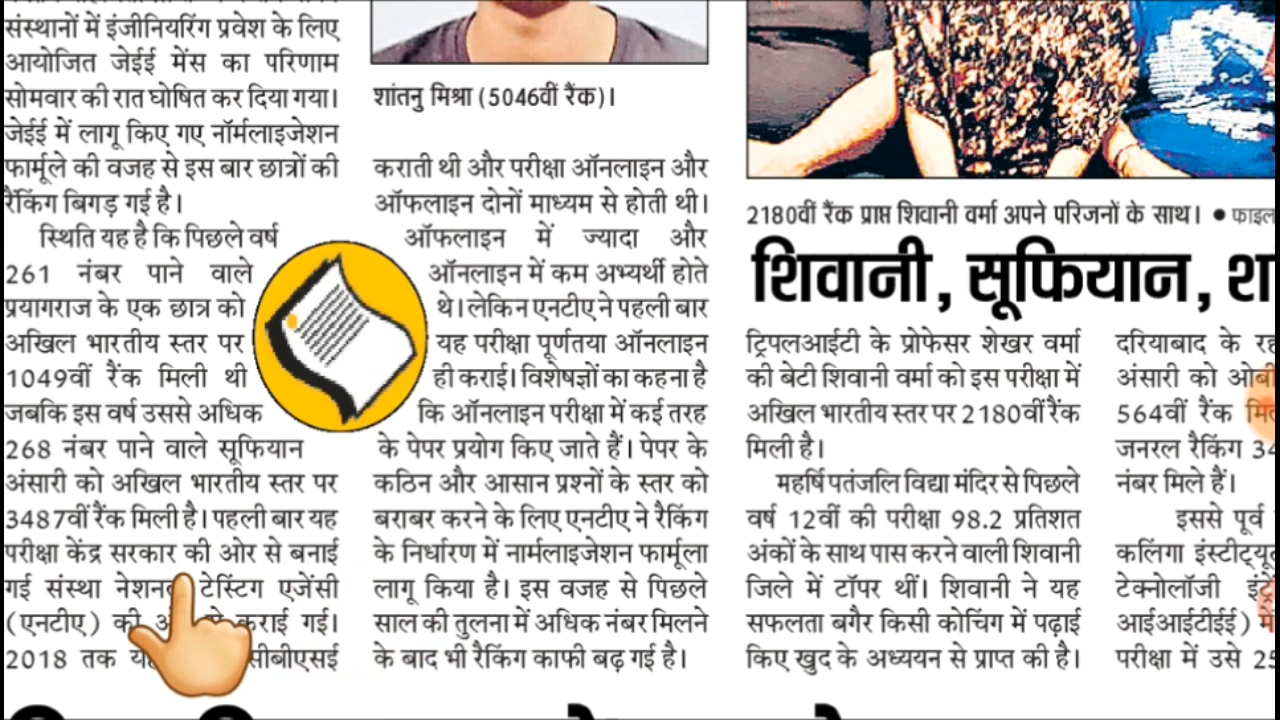 संस्थानों में इंजीनियरिंग प्रवेश के लिए
आयोजित जेईई मेंस का परिणाम
सोमवार की रात घोषित कर दिया गया।
जेईई में लागू किए गए नॉर्मलाइजेशन
फार्मूले की वजह से इस बार छात्रों की
रैंकिंग बिगड़ गई है।
स्थिति यह है कि पिछले वर्ष
261 नंबर पाने वाले
प्रयागराज के एक छात्र को
अखिल भारतीय स्तर पर
1049वीं रैंक मिली थी
जबकि इस वर्ष उससे अधिक
268 नंबर पाने वाले सूफियान
अंसारी को अखिल भारतीय स्तर पर
3487वीं रैंक मिली है। पहली बार यह
परीक्षा केंद्र सरकार की ओर से बनाई
गई संस्था टेस्टिंग एजेंसी
(एनटीए) की कराई गई।
2018 तक सीबीएसई
शांतनु मिश्रा (5046वीं रैंक)।
कराती थी और परीक्षा ऑनलाइन और
ऑफलाइन दोनों माध्यम से होती थी।
ऑफलाइन में ज्यादा और
ऑनलाइन में कम अभ्यर्थी होते
थे। लेकिन एनटीए ने पहली बार
यह परीक्षा पूर्णतया ऑनलाइन
ही कराई। विशेषज्ञों का कहना है
कि ऑनलाइन परीक्षा में कई तरह
के पेपर प्रयोग किए जाते हैं। पेपर के
कठिन और आसान प्रश्नों के स्तर को
बराबर करने के लिए एनटीए ने रैंकिंग
के निर्धारण में नार्मलाइजेशन फार्मूला
लागू किया है। इस वजह से पिछले
साल की तुलना में अधिक नंबर मिलने
के बाद भी रैंकिंग काफी बढ़ गई है।
2180वीं रैंक प्राप्त शिवानी वर्मा अपने परिजनों के साथ। ● फाइल
शिवानी, सूफियान, शा
ट्रिपलआईटी के प्रोफेसर शेखर वर्मा
की बेटी शिवानी वर्मा को इस परीक्षा में
अखिल भारतीय स्तर पर 2180वीं रैंक
मिली है।
महर्षि पतंजलि विद्या मंदिर से पिछले
वर्ष 12वीं की परीक्षा 98.2 प्रतिशत
अंकों के साथ पास करने वाली शिवानी
जिले में टॉपर थीं। शिवानी ने यह
सफलता बगैर किसी कोचिंग में पढ़ाई
किए खुद के अध्ययन से प्राप्त की है।
दरियाबाद के
अंसारी को
564वीं रैंक
जनरल रैंकिंग 34
नंबर मिले हैं।
इससे पूर्व
कलिंगा
टेक्नोलॉजी
आईआईटीईई) में
परीक्षा में उसे 25